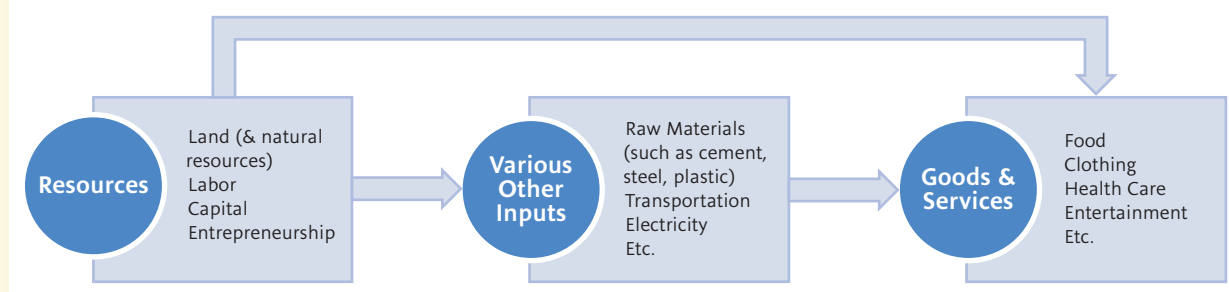 Resources
Land (& natural
resources)
Labor
Capital
Entrepreneurship
Various
Other
Inputs
Raw Materials
(such as cement,
steel, plastic)
Transportation
Electricity
Etc.
Goods &
Services
Food
Clothing
Health Care
Entertainment
Etc.